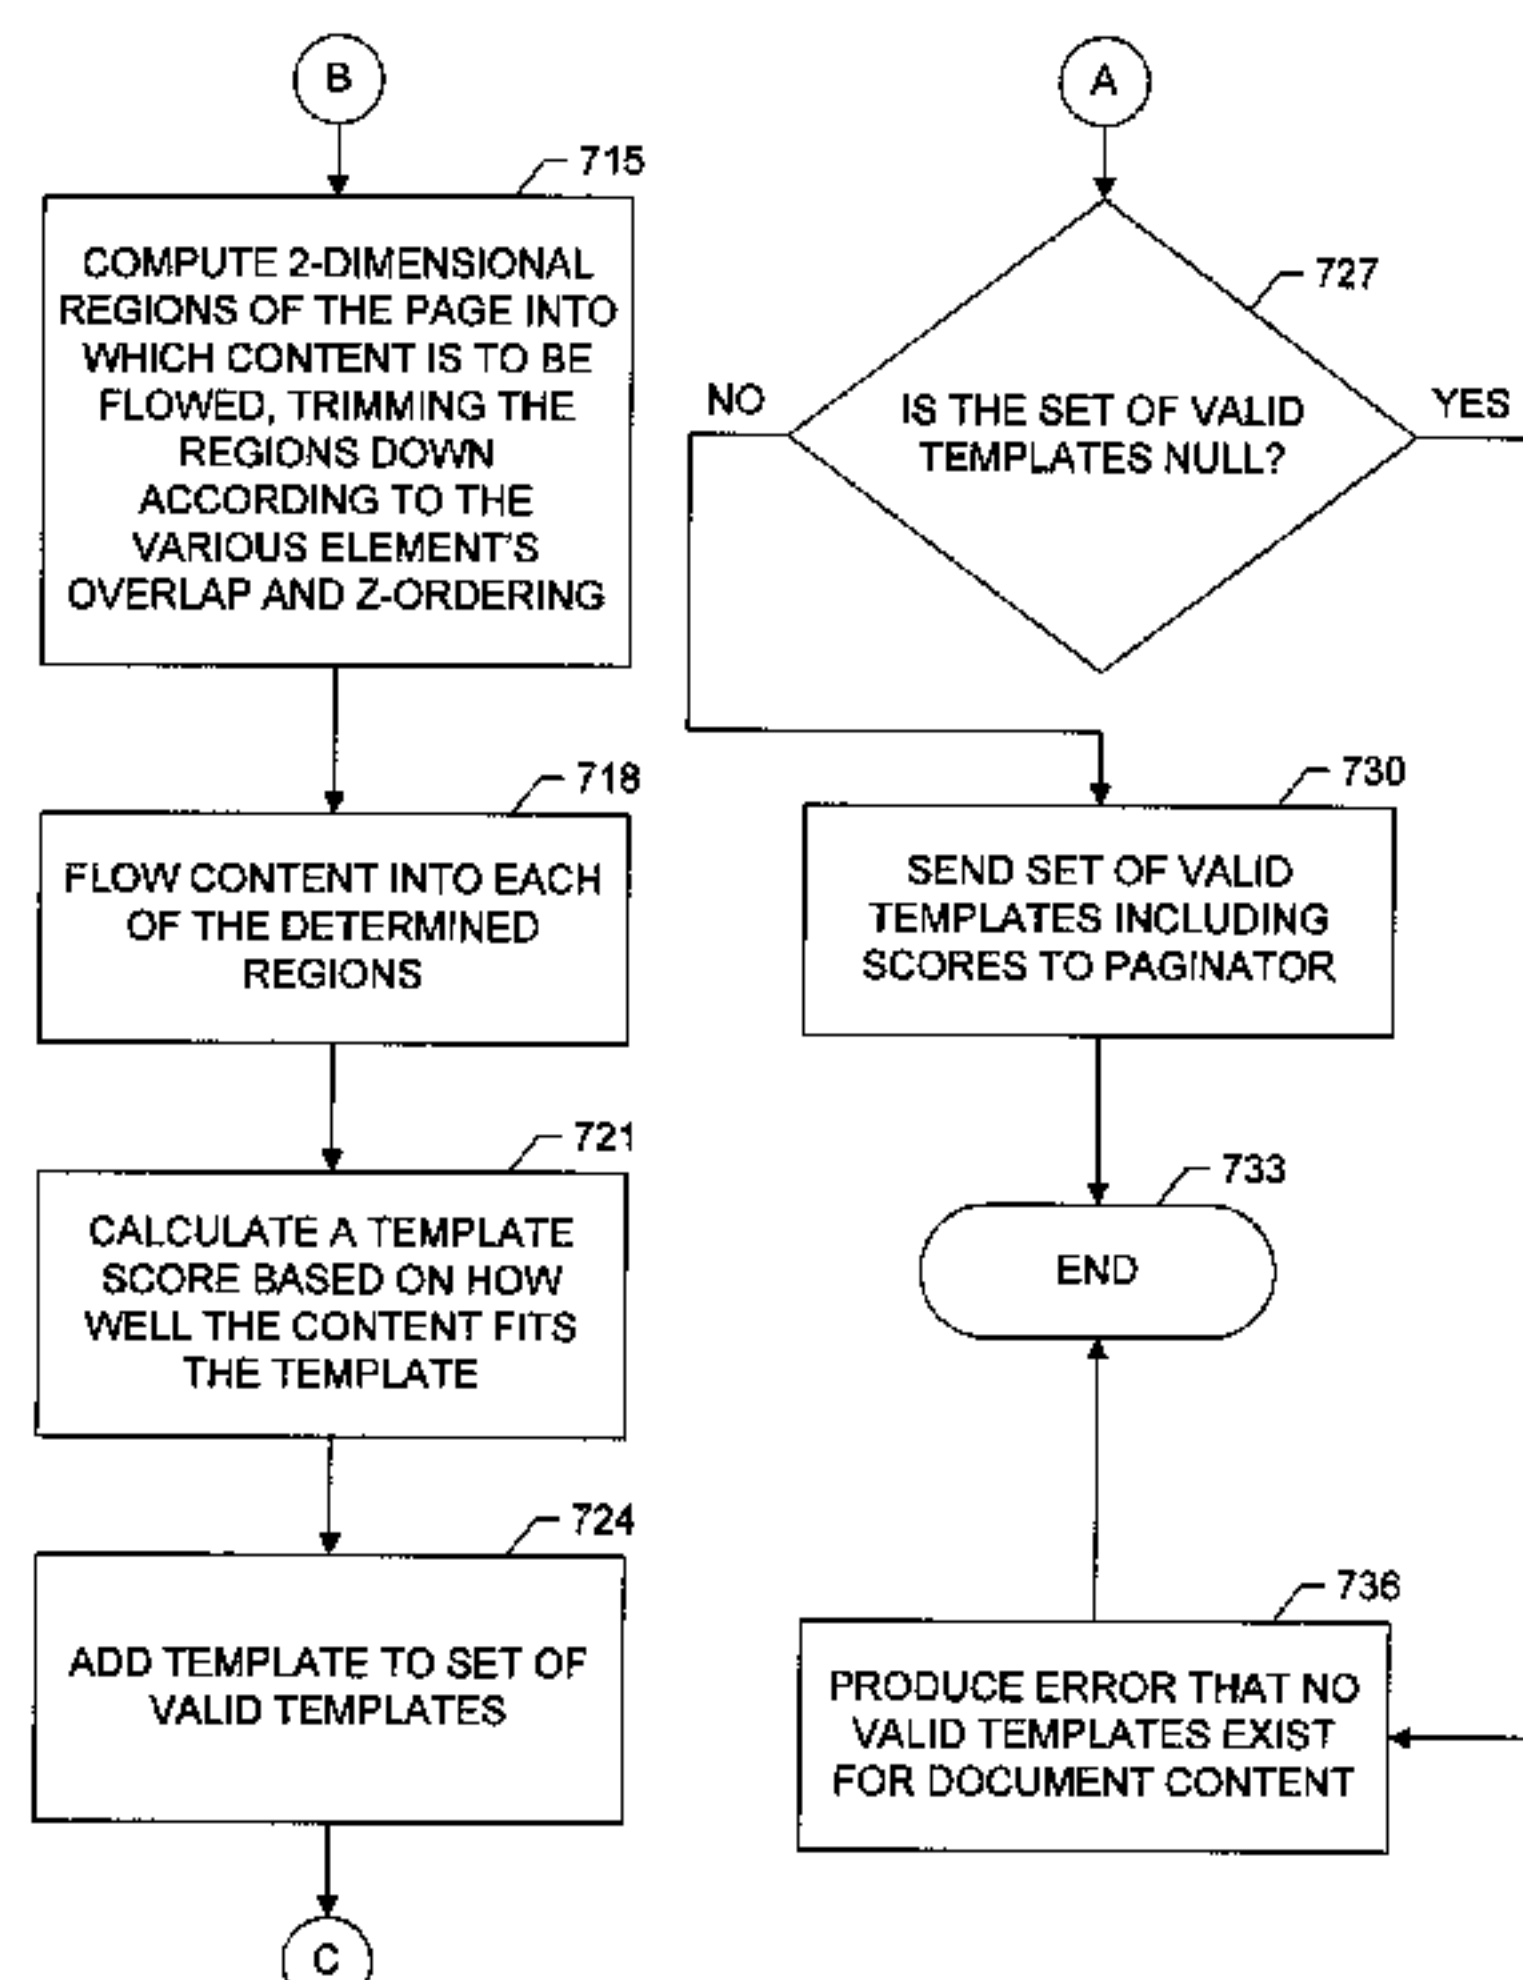 B
715
COMPUTE 2-DIMENSIONAL
REGIONS OF THE PAGE INTO
WHICH CONTENT IS TO BE
FLOWED, TRIMMING THE
REGIONS DOWN
ACCORDING TO THE
VARIOUS ELEMENT'S
OVERLAP AND Z-ORDERING
718
FLOW CONTENT INTO EACH
OF THE DETERMINED
REGIONS
721
CALCULATE A TEMPLATE
SCORE BASED ON HOW
WELL THE CONTENT FITS
THE TEMPLATE
724
ADD TEMPLATE TO SET OF
VALID TEMPLATES
C
A
727
IS THE SET OF VALID
TEMPLATES NULL?
NO
YES
730
SEND SET OF VALID
TEMPLATES INCLUDING
SCORES TO PAGINATOR
733
END
736
PRODUCE ERROR THAT NO
VALID TEMPLATES EXIST
FOR DOCUMENT CONTENT